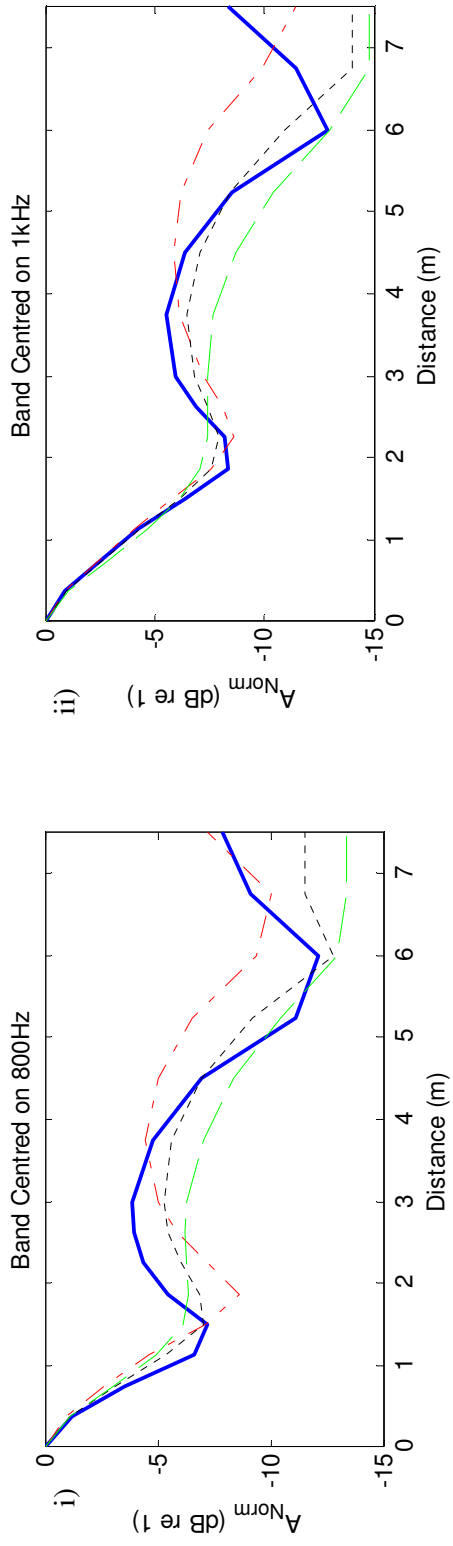 Band Centred on 800Hz
i)
0
-5
-10
-15
A_Norm
(dB re 1)
0 1 2 3 4 5 6 7
Distance (m)
Band Centred on 1kHz
ii)
0
-5
-10
-15
A_Norm
(dB re 1)
0 1 2 3 4 5 6 7
Distance (m)